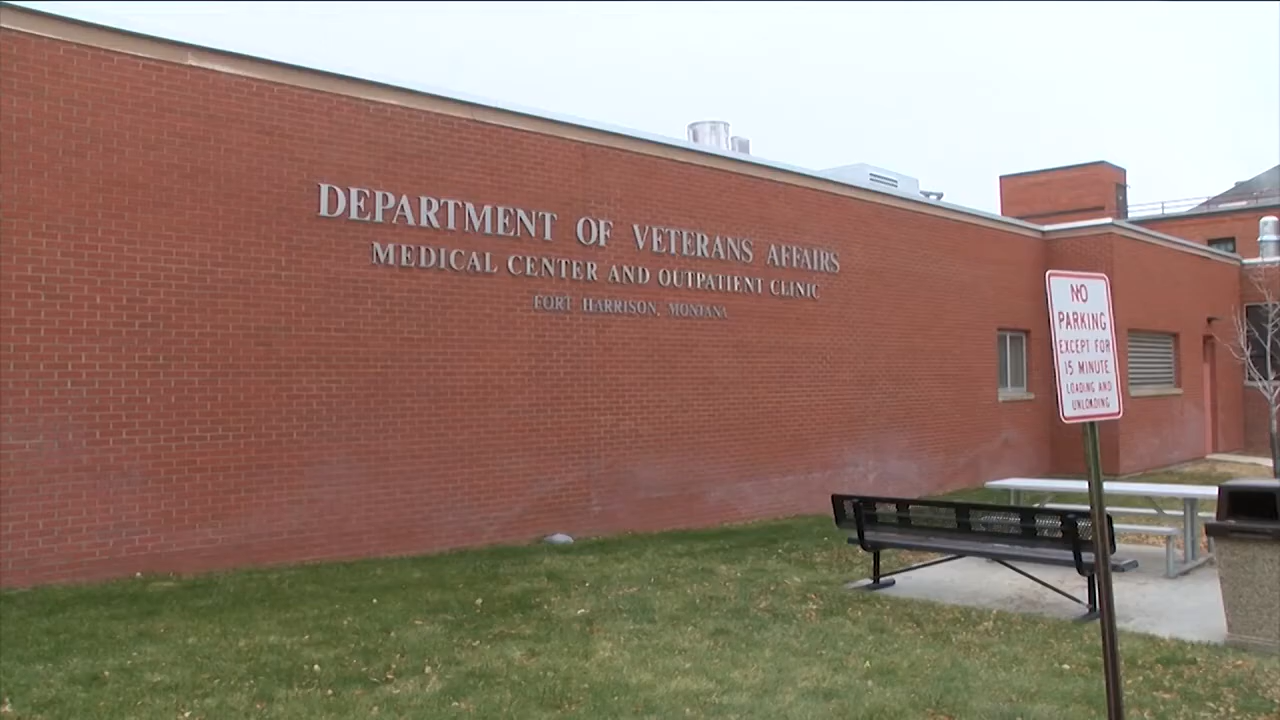 DEPARTMENT OF VETERANS AFFAIRS
MEDICAL CENTER AND OUTPATIENT CLINIC
FORT HARRISON, MONTANA
NO
PARKING
EXCEPT FOR
15 MINUTE
LOADING AND
UNLOADING